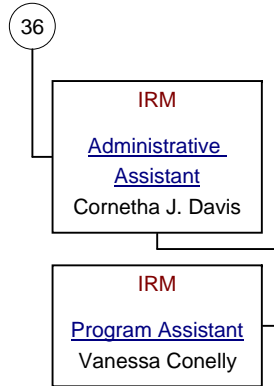 36
IRM
Administrative
Assistant
Cornetha J. Davis
IRM
Program Assistant
Vanessa Conelly